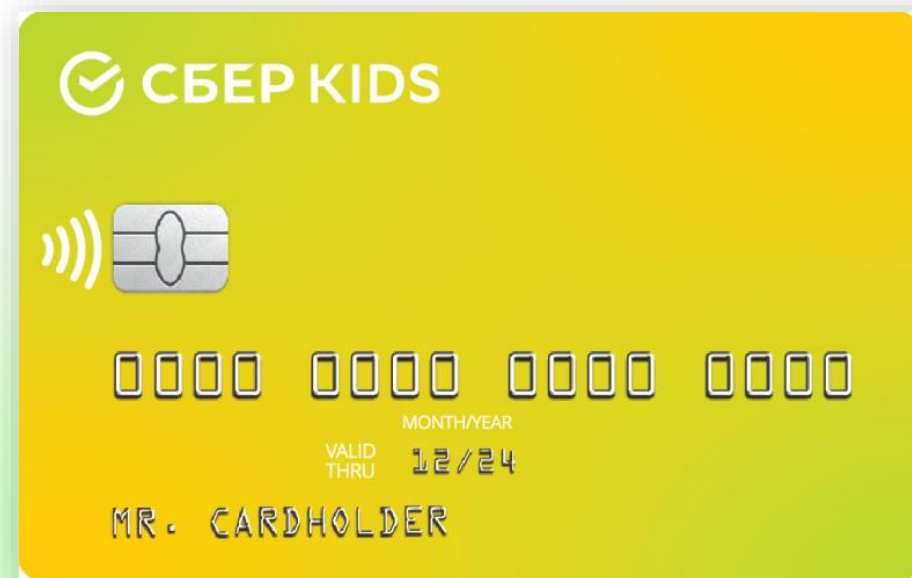 СБЕР KIDS
0000 0000 0000 0000
MONTH/YEAR
VALID
THRU
12/24
MR. CARDHOLDER